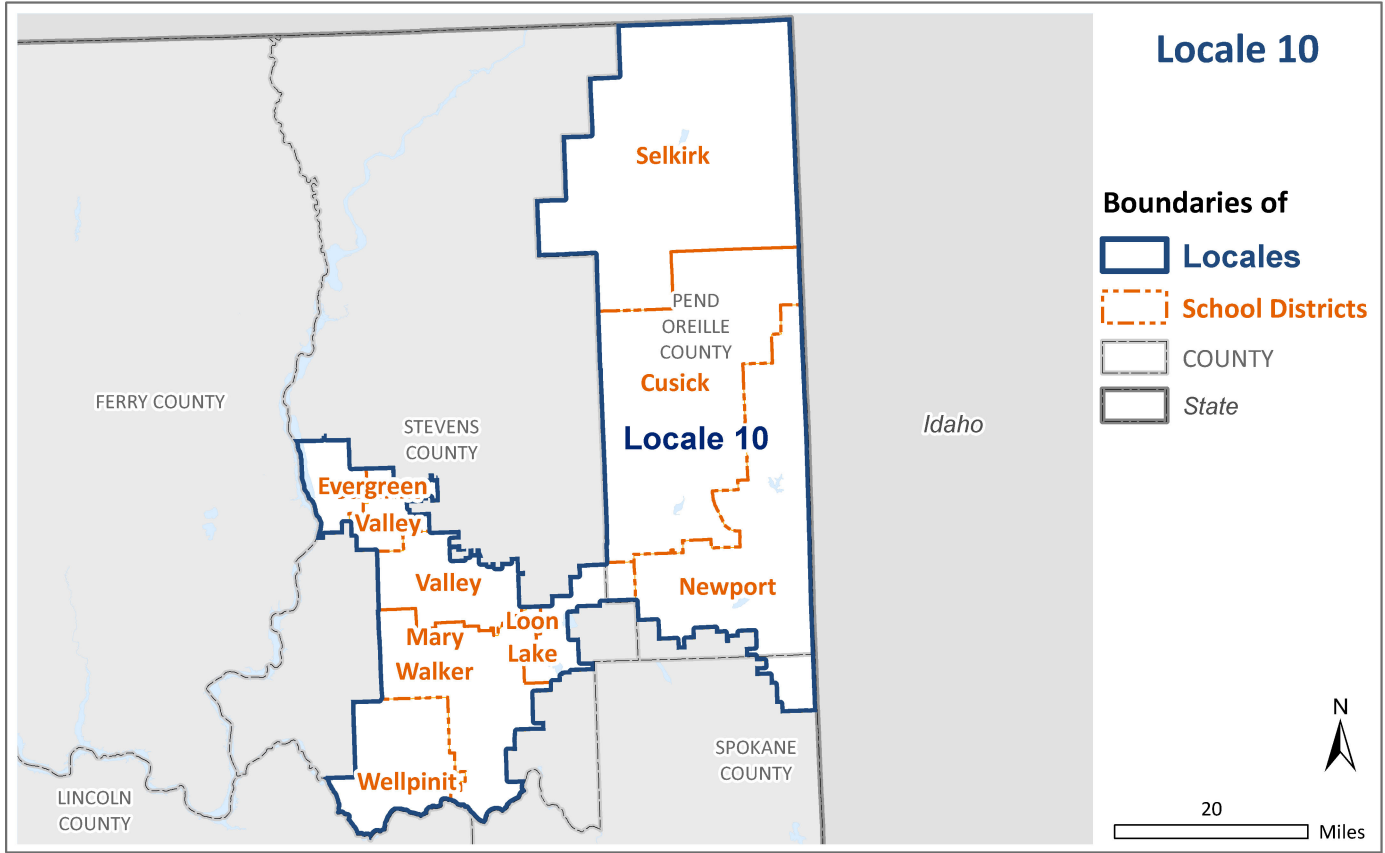 Locale 10
Boundaries of
Locales
School Districts
COUNTY
State
Selkirk
PEND
OREILLE
COUNTY
Cusick
Locale 10
FERRY COUNTY
STEVENS
COUNTY
Idaho
Evergreen
Valley
Valley
Newport
Loon
Lake
Mary
Walker
Wellpinit
SPOKANE
COUNTY
LINCOLN
COUNTY
N
20
Miles